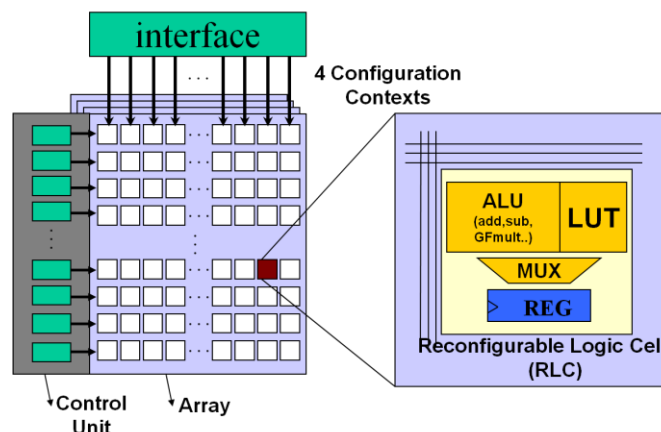 interface
4 Configuration
Contexts
ALU
(add,sub,
GFmult..)
LUT
MUX
REG
Reconfigurable Logic Cel
(RLC)
Control
Unit
Array